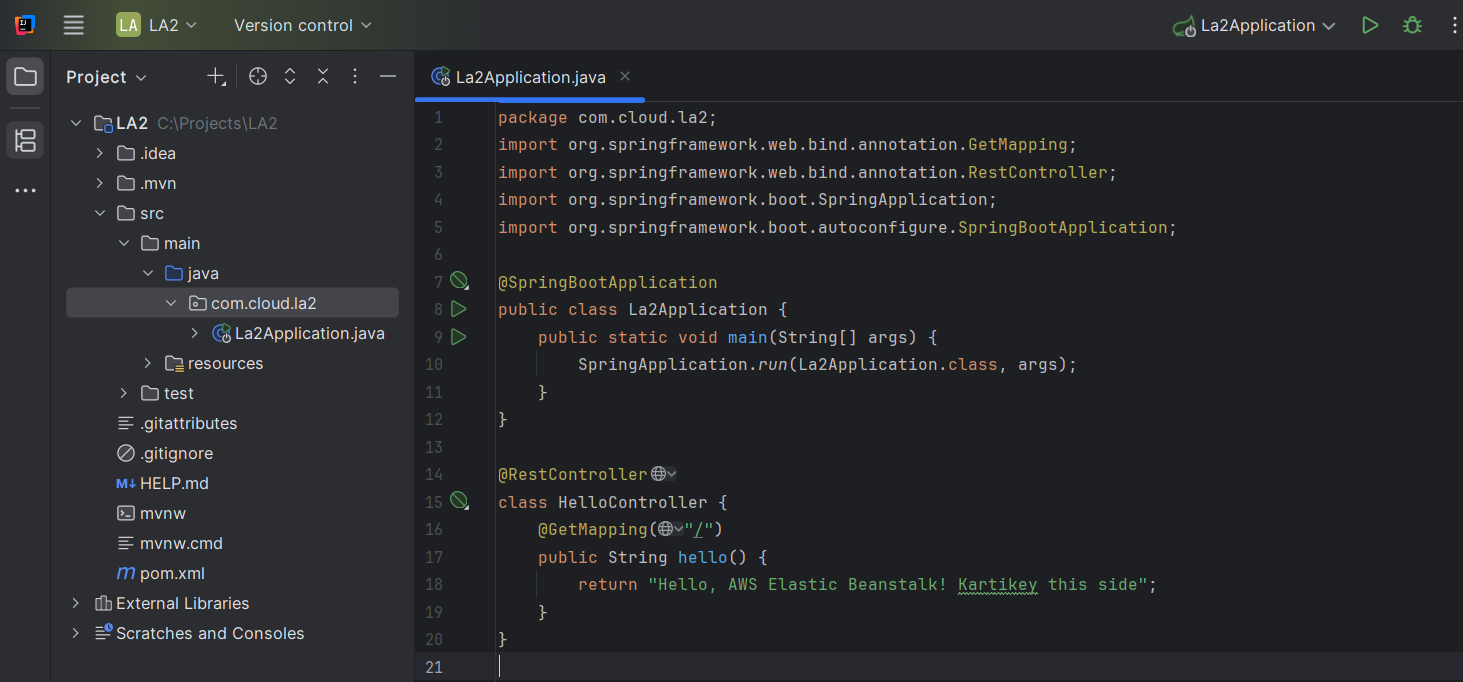 LA LA2 Version control La2Application
Project
La2Application.java
LA2 C:\Projects\LA2
.idea
.mvn
src
main
java
com.cloud.la2
La2Application.java
resources
test
.gitattributes
.gitignore
M↓ HELP.md
mvnw
mvnw.cmd
m pom.xml
External Libraries
Scratches and Consoles
1 package com.cloud.la2;
2 import org.springframework.web.bind.annotation.GetMapping;
3 import org.springframework.web.bind.annotation.RestController;
4 import org.springframework.boot.SpringApplication;
5 import org.springframework.boot.autoconfigure.SpringBootApplication;
6
7 @SpringBootApplication
8 public class La2Application {
9 public static void main(String[] args) {
10 SpringApplication.run(La2Application.class, args);
11 }
12 }
13
14 @RestController
15 class HelloController {
16 @GetMapping("/")
17 public String hello() {
18 return "Hello, AWS Elastic Beanstalk! Kartikey this side";
19 }
20 }
21